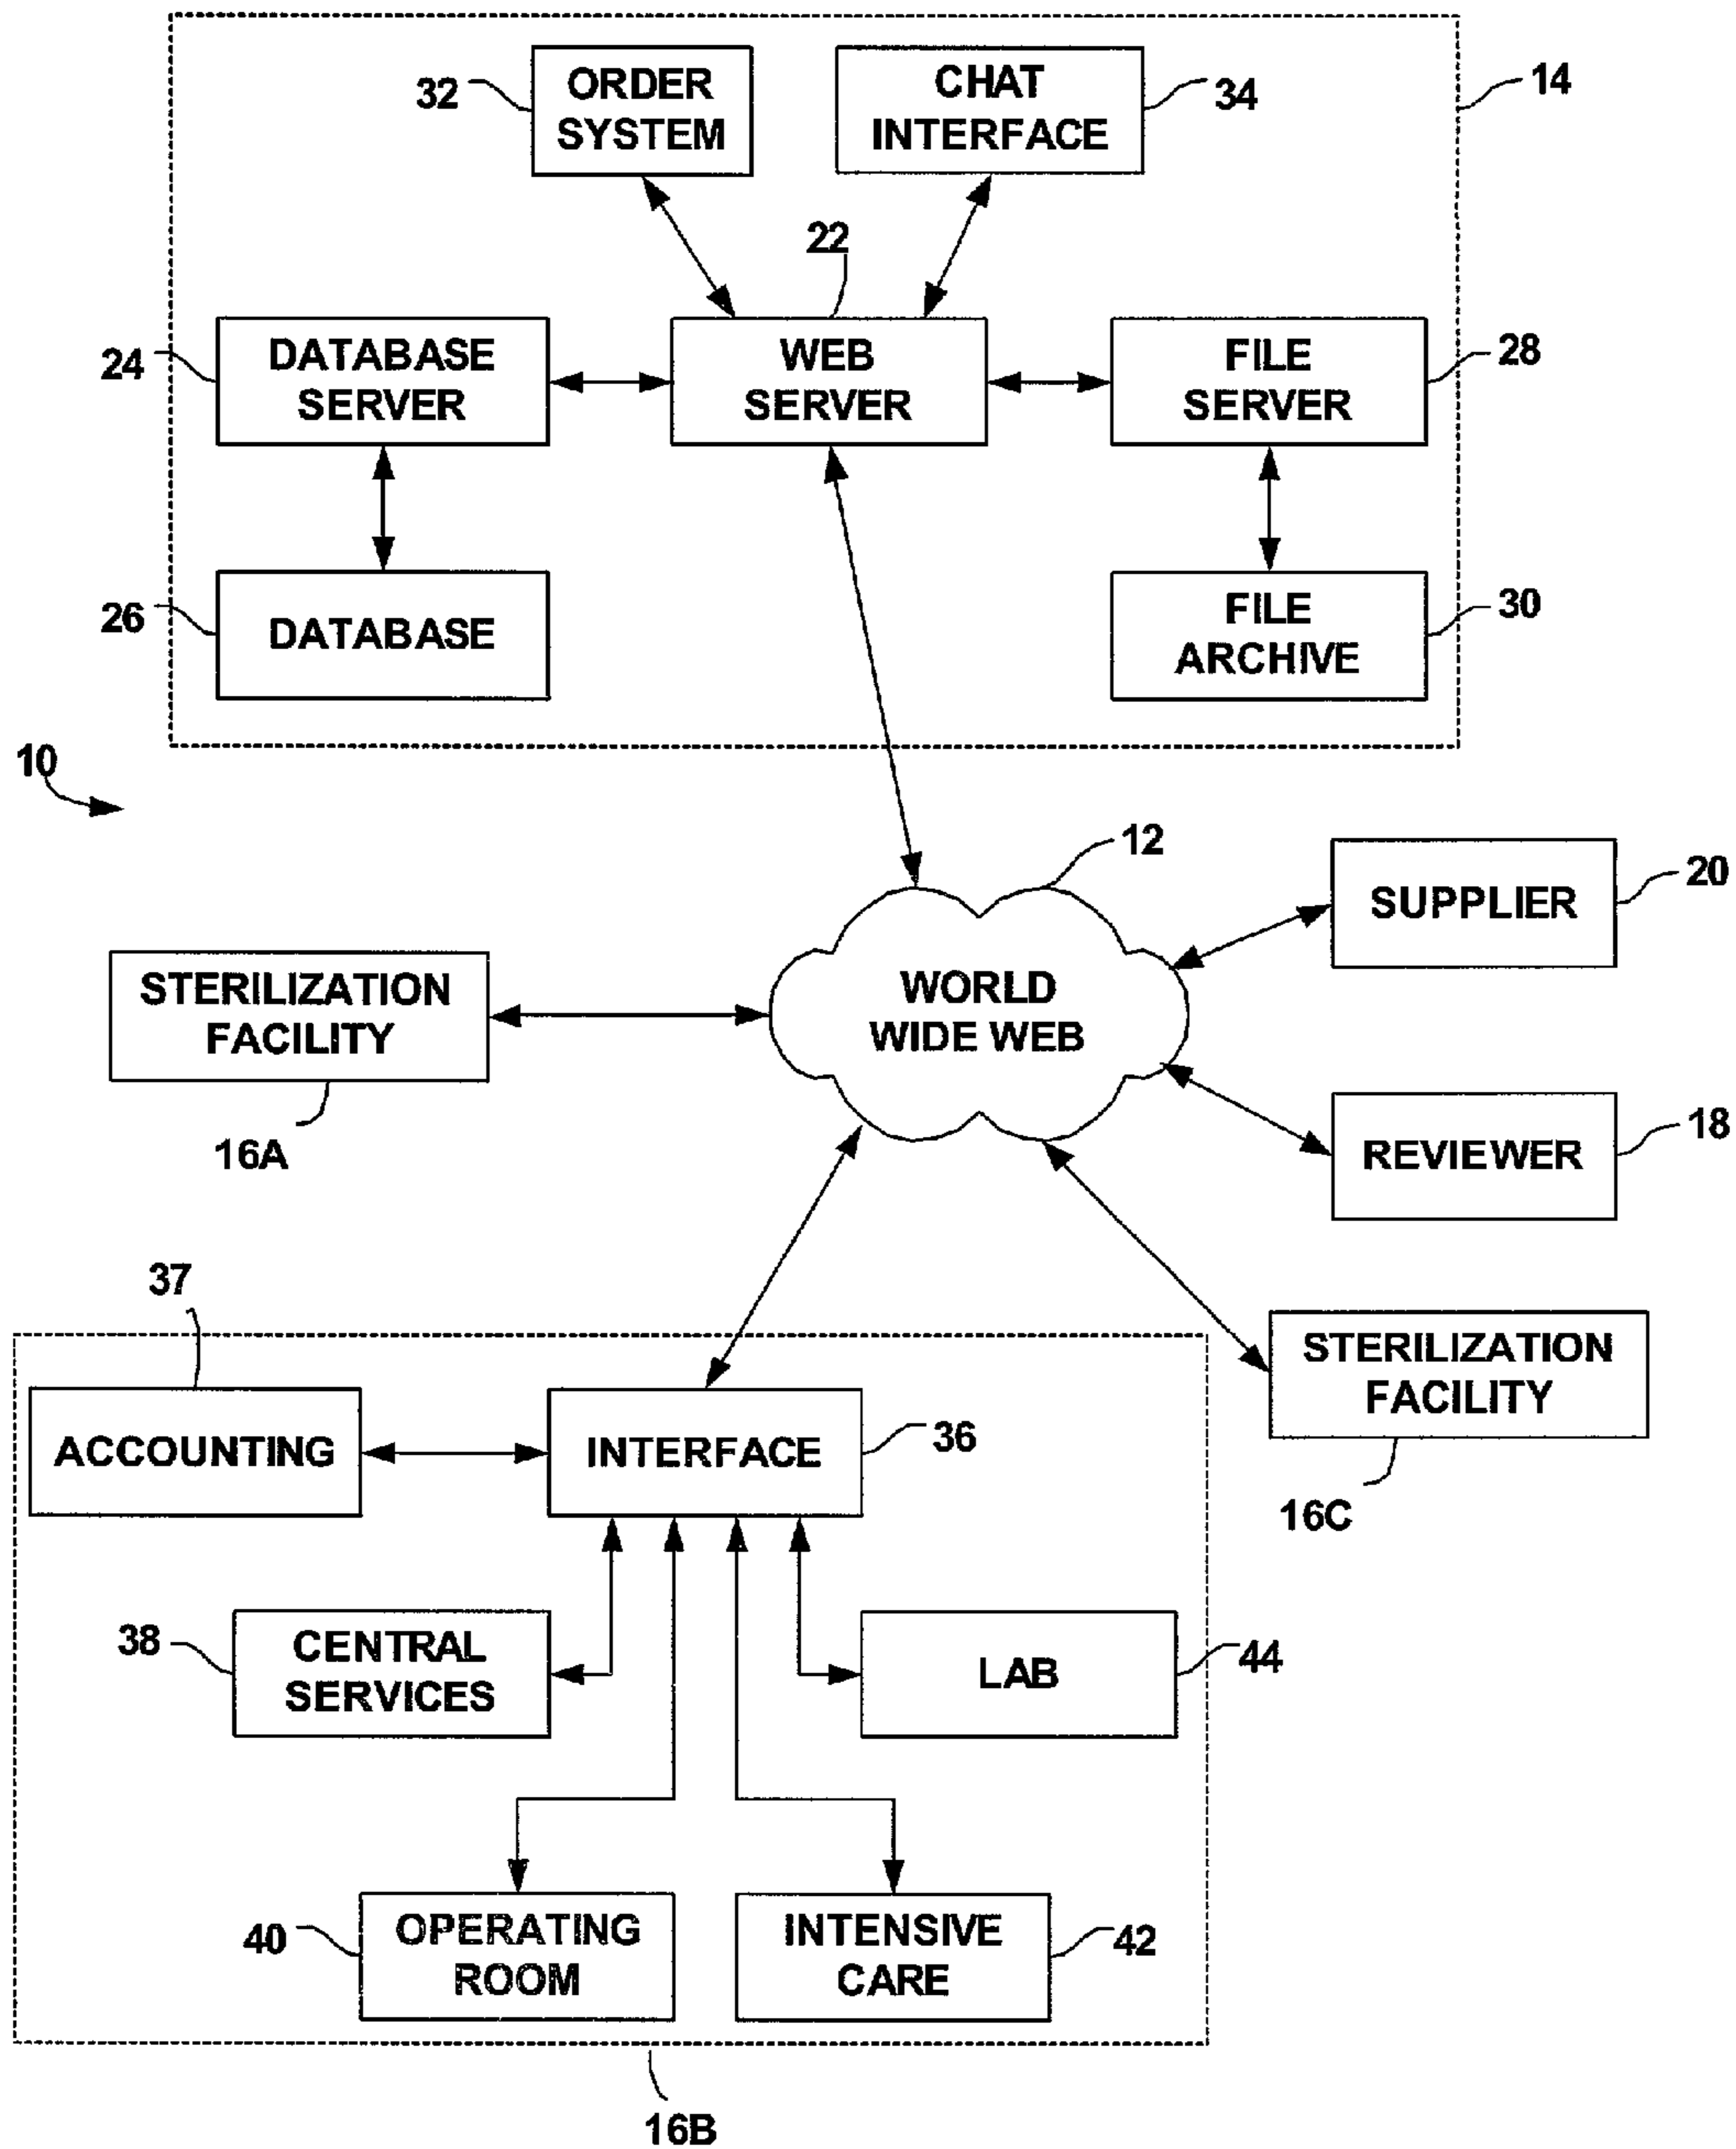 32
ORDER
SYSTEM
CHAT
INTERFACE
34
14
22
24
DATABASE
SERVER
WEB
SERVER
FILE
SERVER
28
26
DATABASE
FILE
ARCHIVE
30
10
12
SUPPLIER
20
STERILIZATION
FACILITY
16A
WORLD
WIDE WEB
REVIEWER
18
37
ACCOUNTING
INTERFACE
36
STERILIZATION
FACILITY
16C
38
CENTRAL
SERVICES
LAB
44
40
OPERATING
ROOM
INTENSIVE
CARE
42
16B